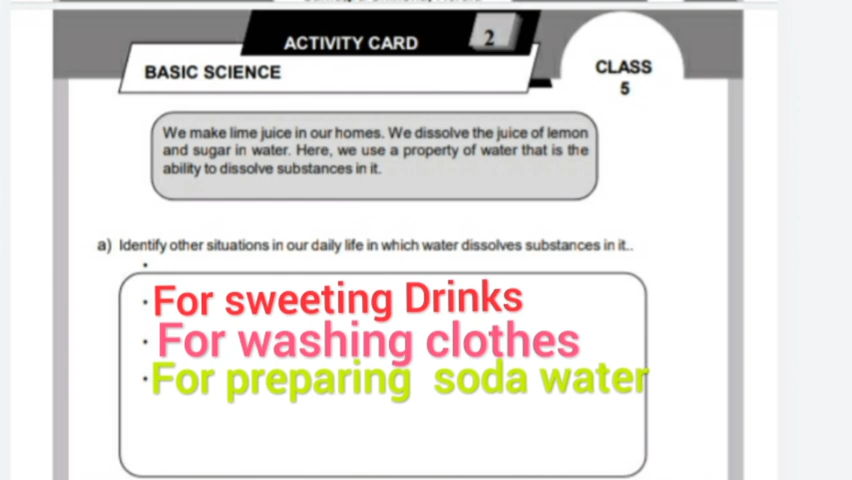 ACTIVITY CARD 2
BASIC SCIENCE
CLASS
5
We make lime juice in our homes. We dissolve the juice of lemon
and sugar in water. Here, we use a property of water that is the
ability to dissolve substances in it.
a) Identify other situations in our daily life in which water dissolves substances in it..
•
• For sweeting Drinks
• For washing clothes
• For preparing soda water